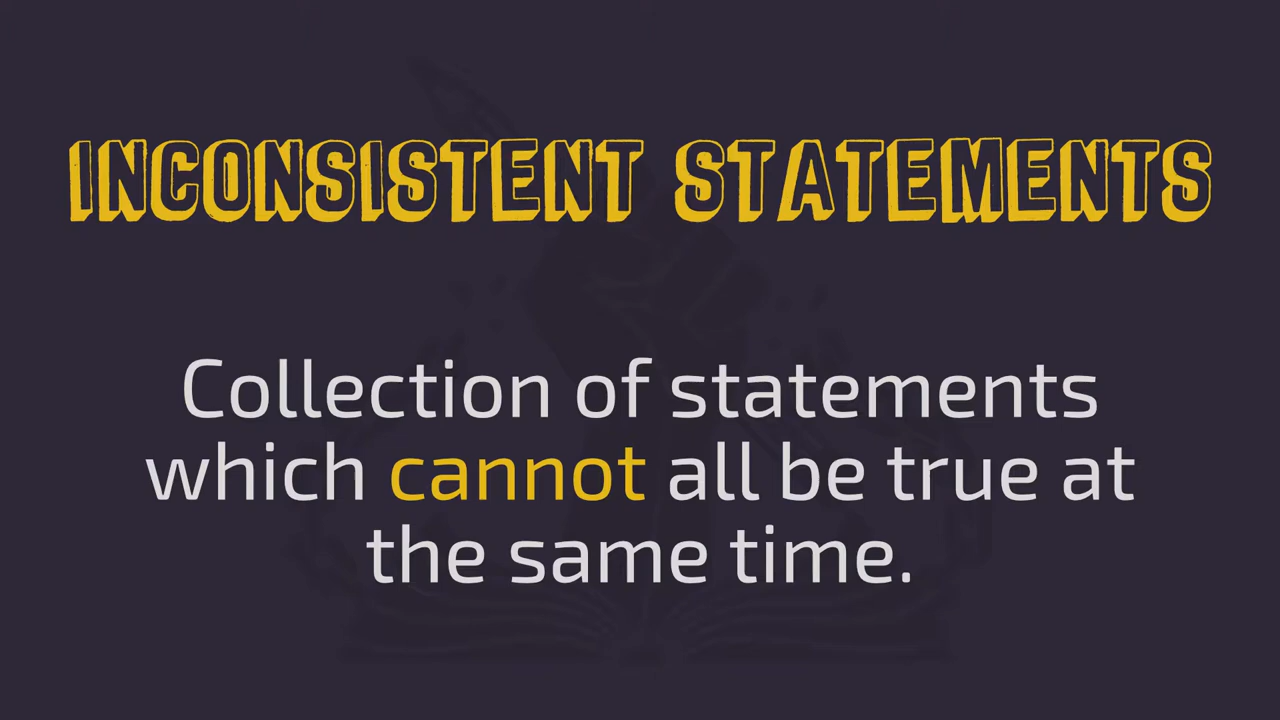 INCONSISTENT STATEMENTS
Collection of statements
which cannot all be true at
the same time.